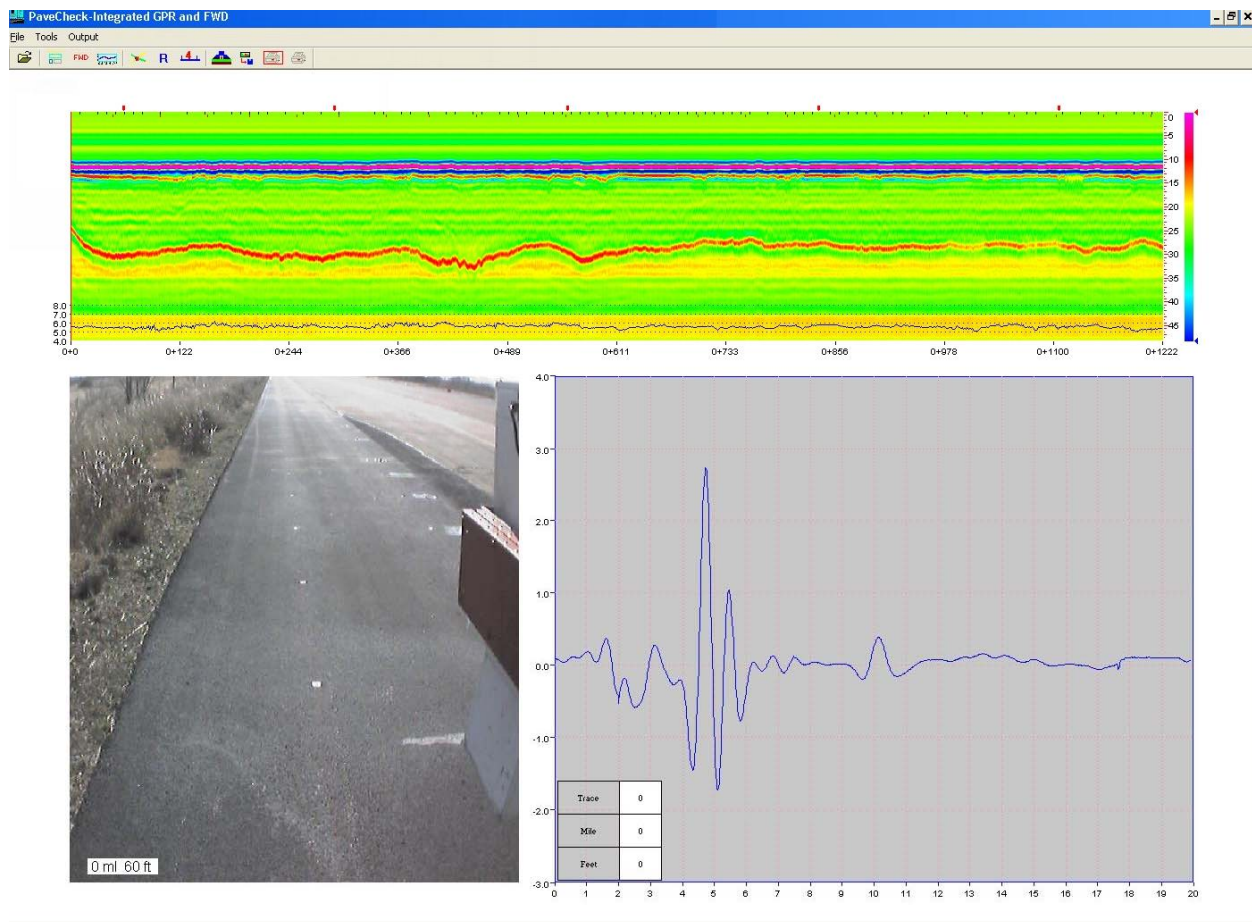 PaveCheck-Integrated GPR and FWD
File Tools Output
FWD R 4
0
-5
-10
-15
-20
-25
-30
-35
-40
-45
8.0
7.0
6.0
5.0
4.0
0+0 0+122 0+244 0+366 0+489 0+611 0+733 0+856 0+978 0+1100 0+1222
0 ml 60 ft
4.0
3.0
2.0
1.0
0.0
-1.0
-2.0
-3.0
Trace 0
Mile 0
Feet 0
0 1 2 3 4 5 6 7 8 9 10 11 12 13 14 15 16 17 18 19 20